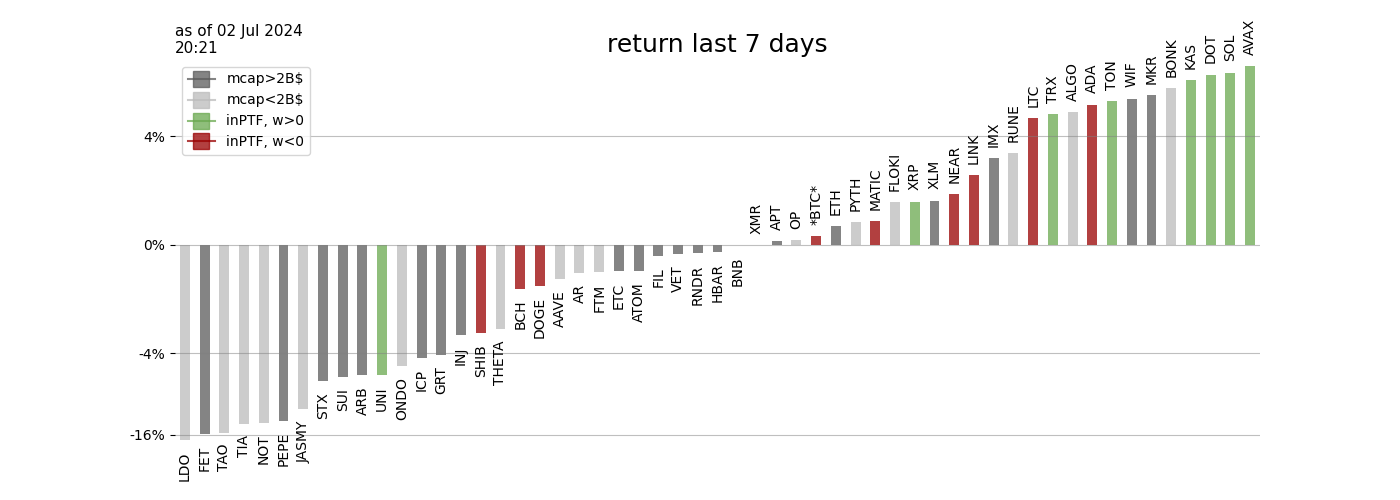 as of 02 Jul 2024
20:21
return last 7 days
mcap>2B$
mcap<2B$
inPTF, w>0
inPTF, w<0
4%
0%
-4%
-16%
LDO
FET
TAO
TIA
NOT
PEPE
JASMY
STX
SUI
ARB
UNI
ONDO
ICP
GRT
INJ
SHIB
THETA
BCH
DOGE
AAVE
AR
FTM
ETC
ATOM
FIL
VET
RNDR
HBAR
BNB
XMR
APT
OP
*BTC*
ETH
PYTH
MATIC
FLOKI
XRP
XLM
NEAR
LINK
IMX
RUNE
LTC
TRX
ALGO
ADA
TON
WIF
MKR
BONK
KAS
DOT
SOL
AVAX